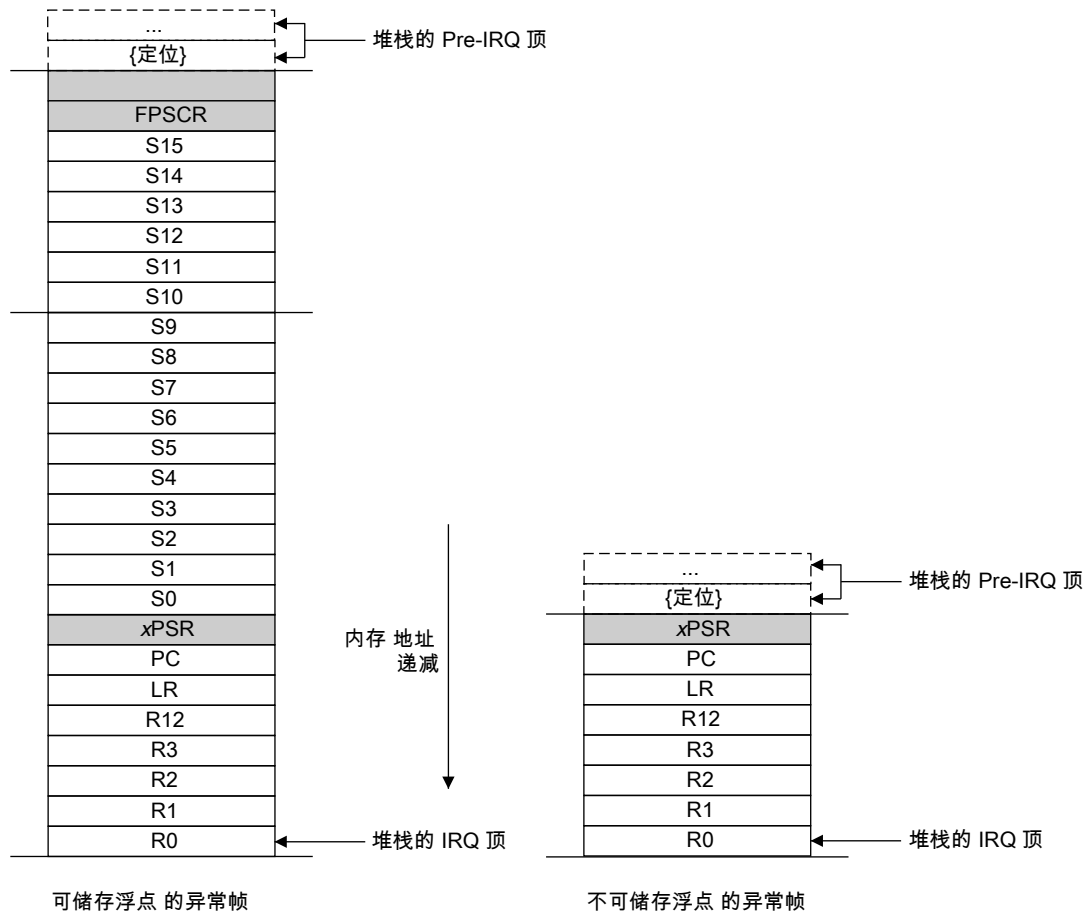 ...
{定位}
堆栈的 Pre-IRQ 顶
FPSCR
S15
S14
S13
S12
S11
S10
S9
S8
S7
S6
S5
S4
S3
S2
S1
S0
xPSR
PC
LR
R12
R3
R2
R1
R0
堆栈的 IRQ 顶
可储存浮点 的异常帧
内存 地址
递减
...
{定位}
堆栈的 Pre-IRQ 顶
xPSR
PC
LR
R12
R3
R2
R1
R0
堆栈的 IRQ 顶
不可储存浮点 的异常帧